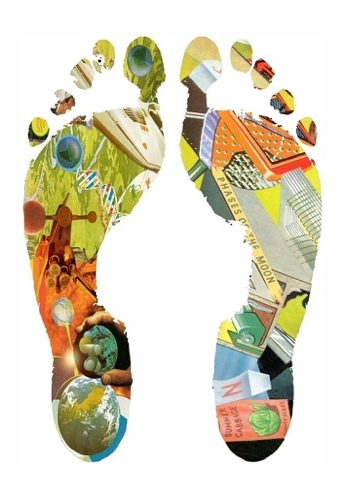 PHASES OF THE MOON
N
SUMMER
CABBAGE